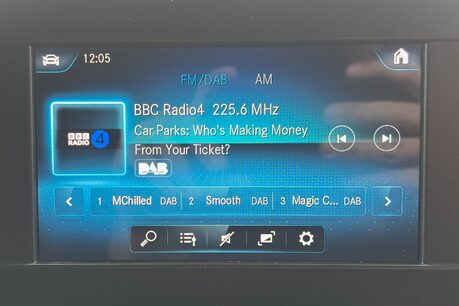 12:05
FM/DAB AM
BBC Radio4 225.6 MHz
Car Parks: Who's Making Money
From Your Ticket?
BBC
RADIO 4
DAB
1 MChilled DAB 2 Smooth DAB 3 Magic C... DAB